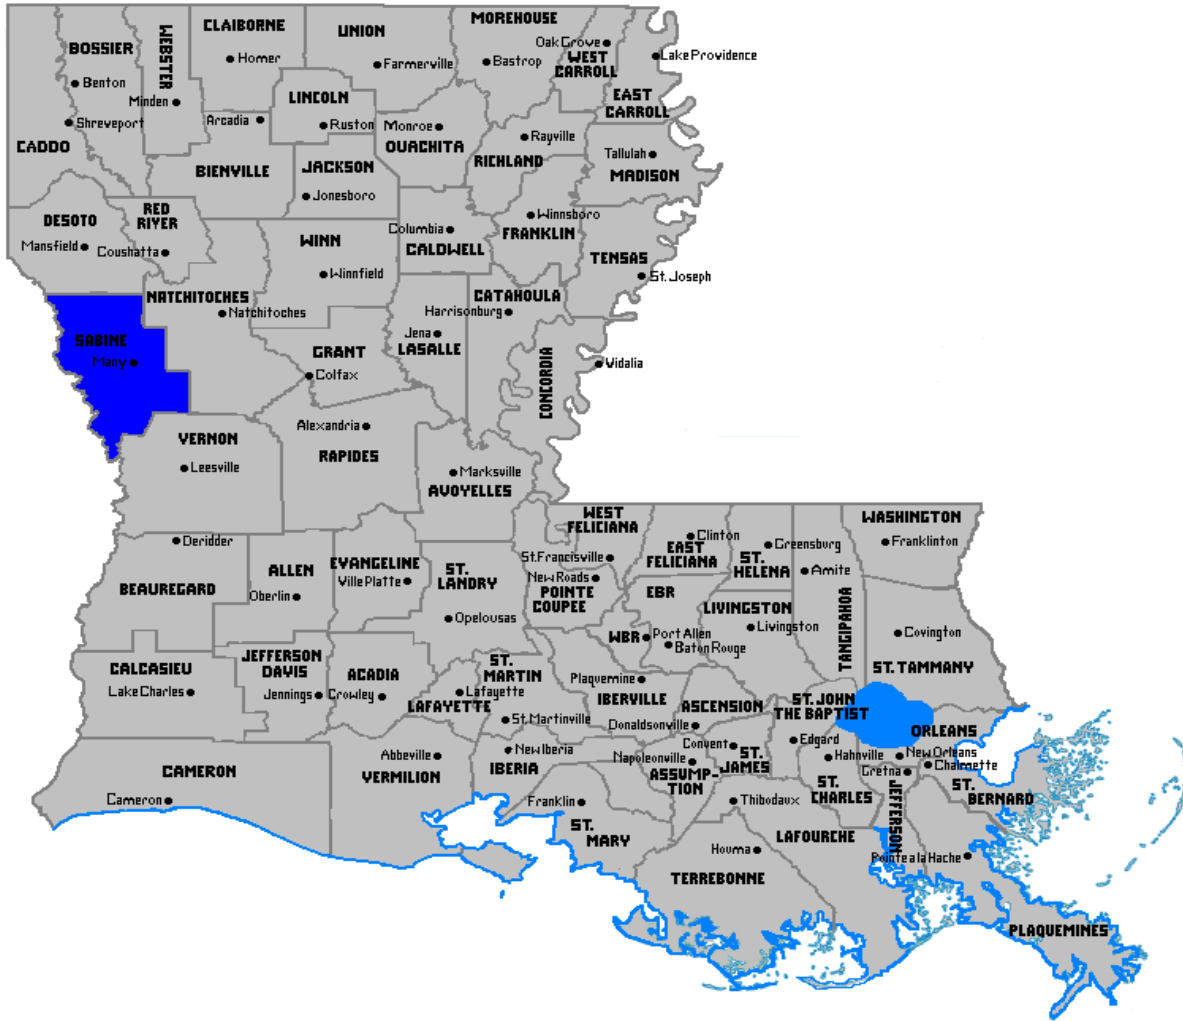 MOREHOUSE
CLAIBORNE
UNION
WEBSTER
BOSSIER
Homer
Farmerville
Bastrop
Oak Grove
WEST
CARROLL
Lake Providence
Benton
Minden
LINCOLN
EAST
CARROLL
Shreveport
Arcadia
Ruston
Monroe
OUACHITA
Rayville
CADDO
BIENVILLE
JACKSON
Jonesboro
RICHLAND
Tallulah
MADISON
DESOTO
Mansfield
RED
RIVER
Coushatta
WINN
Winnfield
Columbia
CALDWELL
Winnsboro
FRANKLIN
TENSAS
St. Joseph
NATCHITOCHES
Natchitoches
CATAHOULA
Harrisonburg
SABINE
Many
GRANT
Colfax
Jena
LASALLE
CONCORDIA
Vidalia
VERNON
Leesville
Alexandria
RAPIDES
Marksville
AVOYELLES
WEST
FELICIANA
St. Francisville
Clinton
EAST
FELICIANA
Greensburg
ST.
HELENA
WASHINGTON
Franklinton
Amite
TANGIPAHOA
Deridder
BEAUREGARD
ALLEN
Oberlin
EVANGELINE
Ville Platte
ST.
LANDRY
Opelousas
New Roads
POINTE
COUPEE
EBR
LIVINGSTON
Livingston
WBR
Port Allen
Baton Rouge
Covington
ST. TAMMANY
CALCASIEU
Lake Charles
JEFFERSON
DAVIS
Jennings
ACADIA
Crowley
LAFAYETTE
Lafayette
ST.
MARTIN
St. Martinville
Plaquemine
IBERVILLE
ASCENSION
Donaldsonville
ST. JOHN
THE BAPTIST
Edgard
ORLEANS
New Orleans
Chalmette
CAMERON
Cameron
Abbeville
VERMILION
New Iberia
IBERIA
Convent
ST.
JAMES
Napoleonville
ASSUMP-
TION
Hahnville
ST.
CHARLES
Gretna
JEFFERSON
ST.
BERNARD
Franklin
ST.
MARY
Thibodaux
LAFOURCHE
Houma
TERREBONNE
Pointe a la Hache
PLAQUEMINES